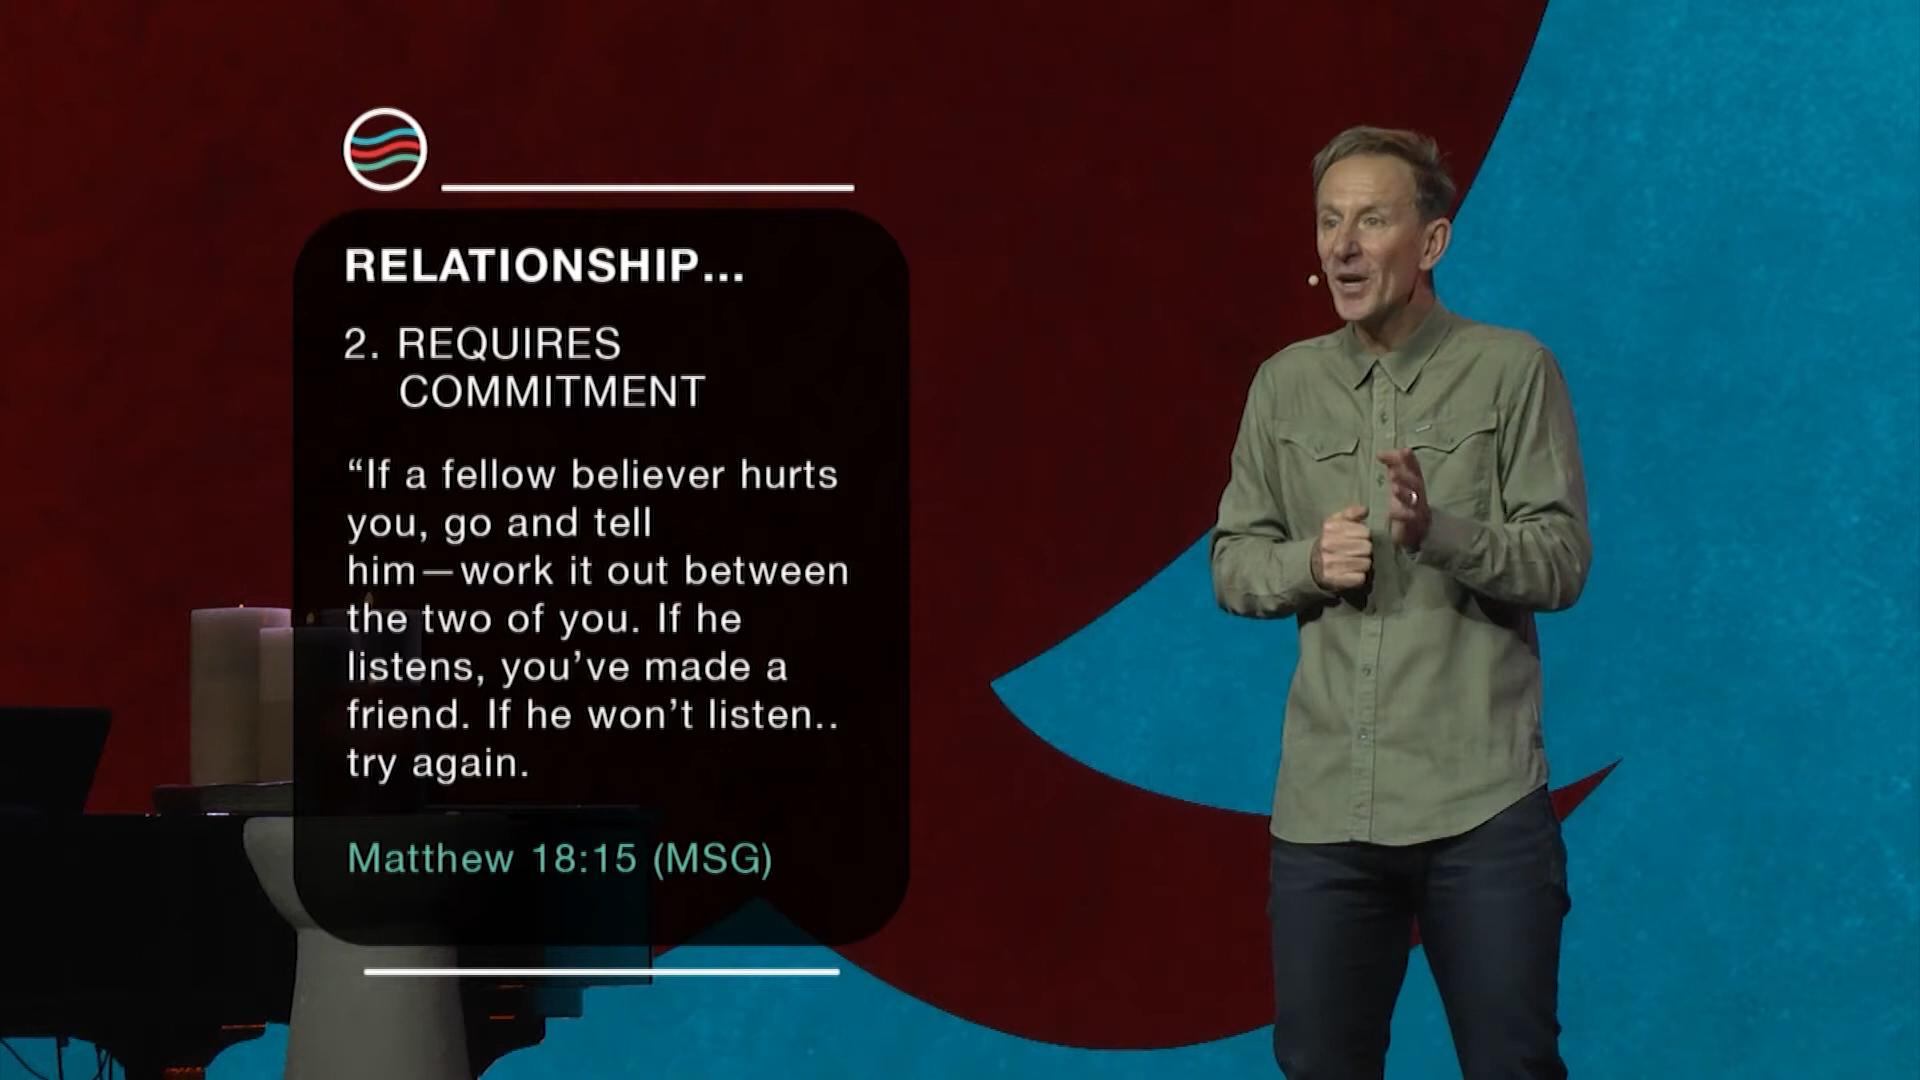 RELATIONSHIP...
2. REQUIRES
COMMITMENT
“If a fellow believer hurts
you, go and tell
him—work it out between
the two of you. If he
listens, you’ve made a
friend. If he won’t listen..
try again.
Matthew 18:15 (MSG)